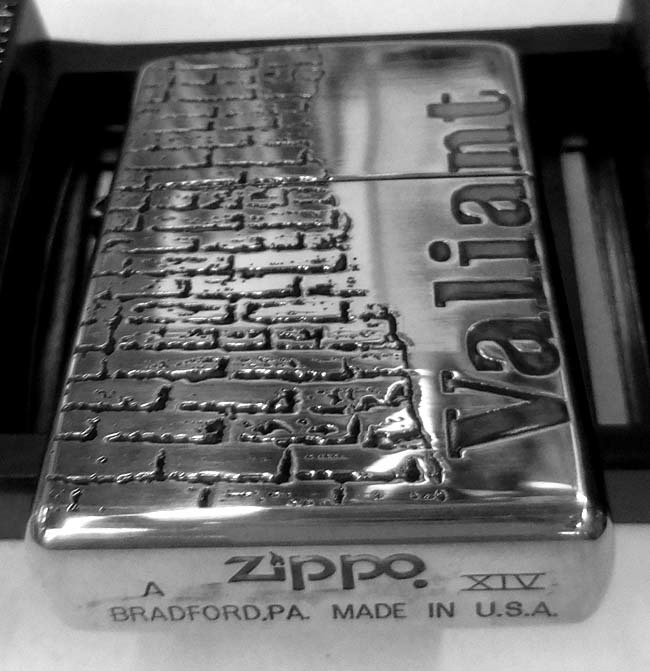 Valiant
zippo
A XIV
BRADFORD,PA. MADE IN U.S.A.